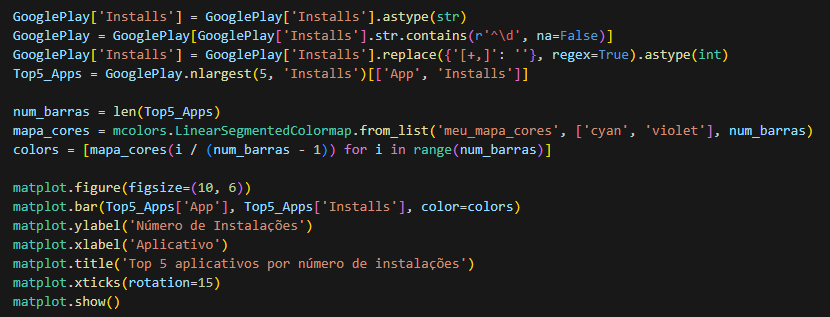 GooglePlay['Installs'] = GooglePlay['Installs'].astype(str)
GooglePlay = GooglePlay[GooglePlay['Installs'].str.contains(r'^\d', na=False)]
GooglePlay['Installs'] = GooglePlay['Installs'].replace({'[+,]': ''}, regex=True).astype(int)
Top5_Apps = GooglePlay.nlargest(5, 'Installs')[['App', 'Installs']]

num_barras = len(Top5_Apps)
mapa_cores = mcolors.LinearSegmentedColormap.from_list('meu_mapa_cores', ['cyan', 'violet'], num_barras)
colors = [mapa_cores(i / (num_barras - 1)) for i in range(num_barras)]

matplot.figure(figsize=(10, 6))
matplot.bar(Top5_Apps['App'], Top5_Apps['Installs'], color=colors)
matplot.ylabel('Número de Instalações')
matplot.xlabel('Aplicativo')
matplot.title('Top 5 aplicativos por número de instalações')
matplot.xticks(rotation=15)
matplot.show()